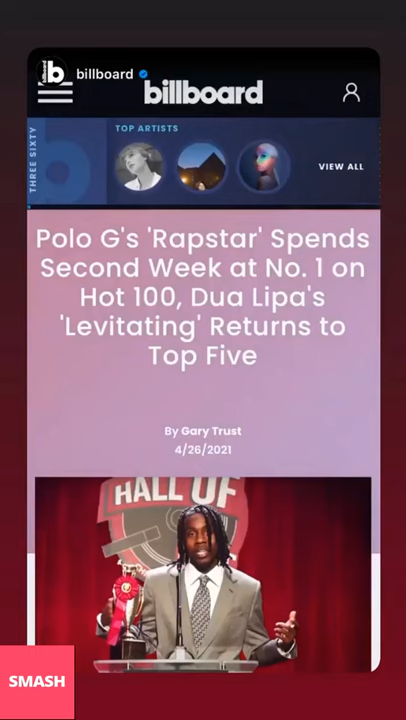 billboard
billboard
TOP ARTISTS
THREE SIXTY
VIEW ALL
Polo G's 'Rapstar' Spends
Second Week at No. 1 on
Hot 100, Dua Lipa's
'Levitating' Returns to
Top Five
By Gary Trust
4/26/2021
HALL OF
SMASH